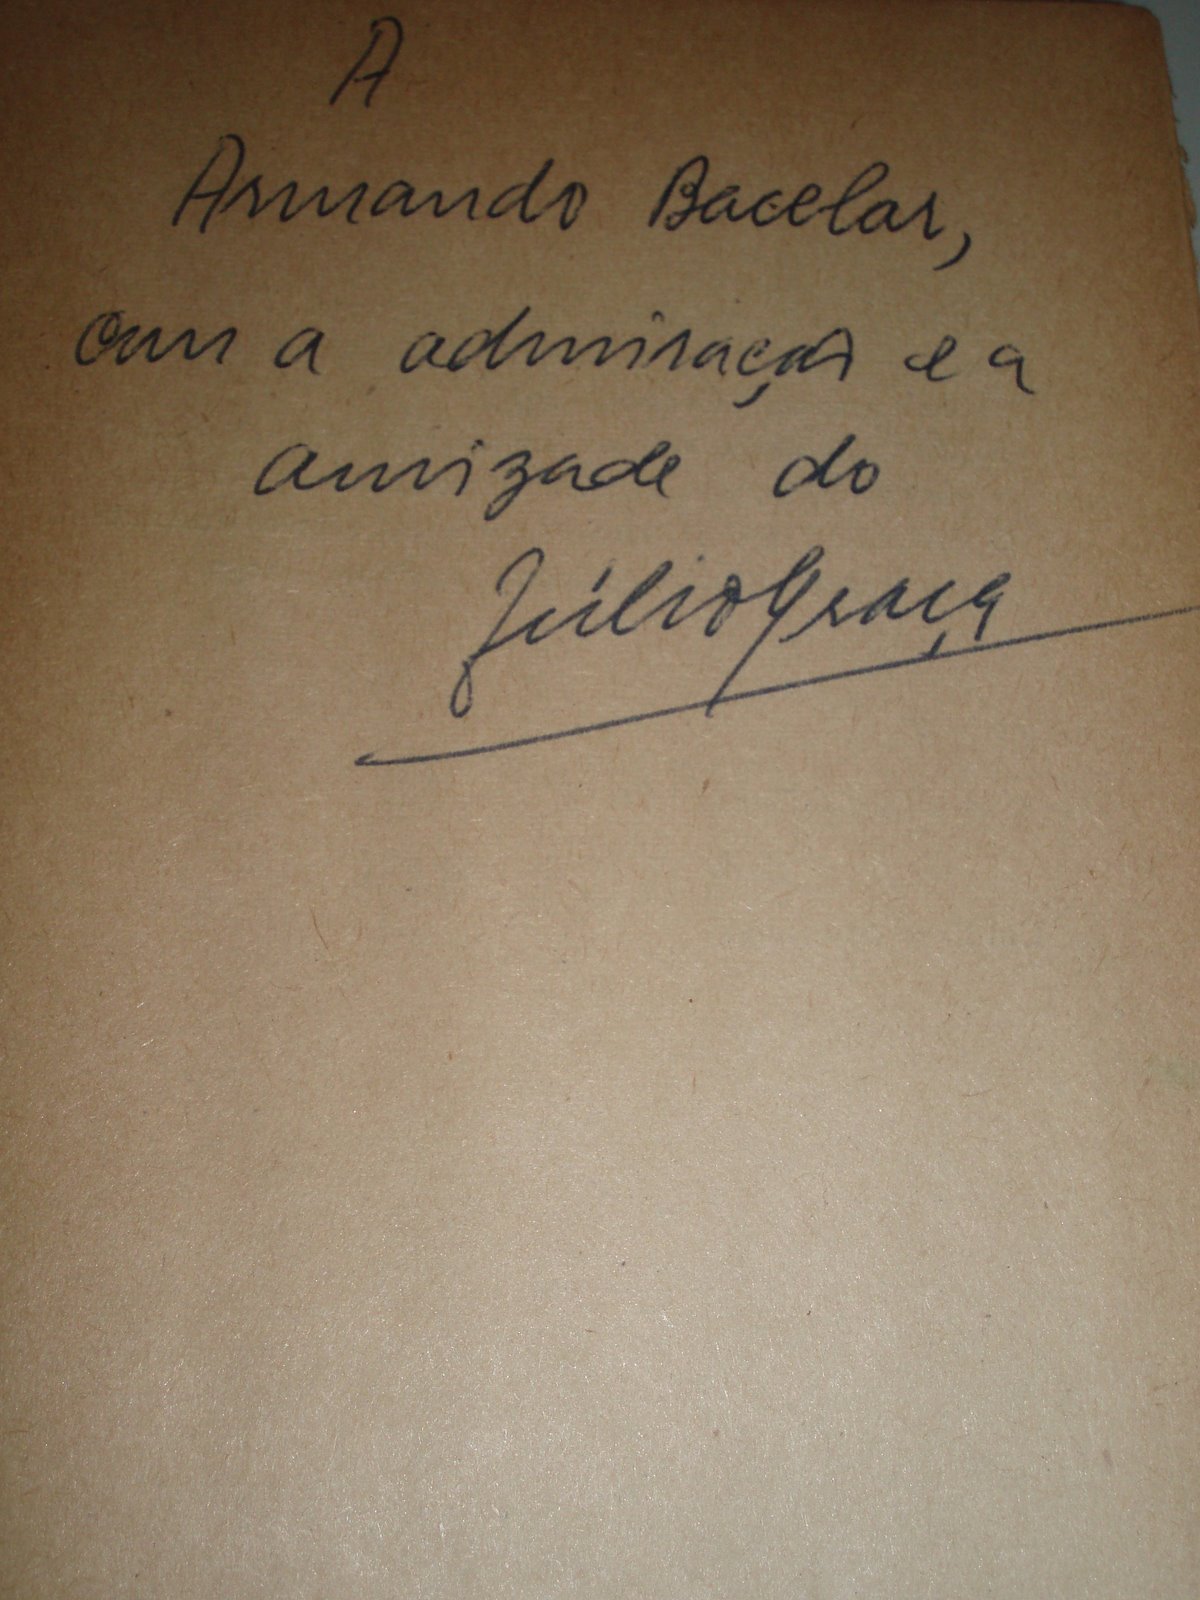 A
Armando Bacelar,
com a admiração e a
amizade do
Júlio Graça